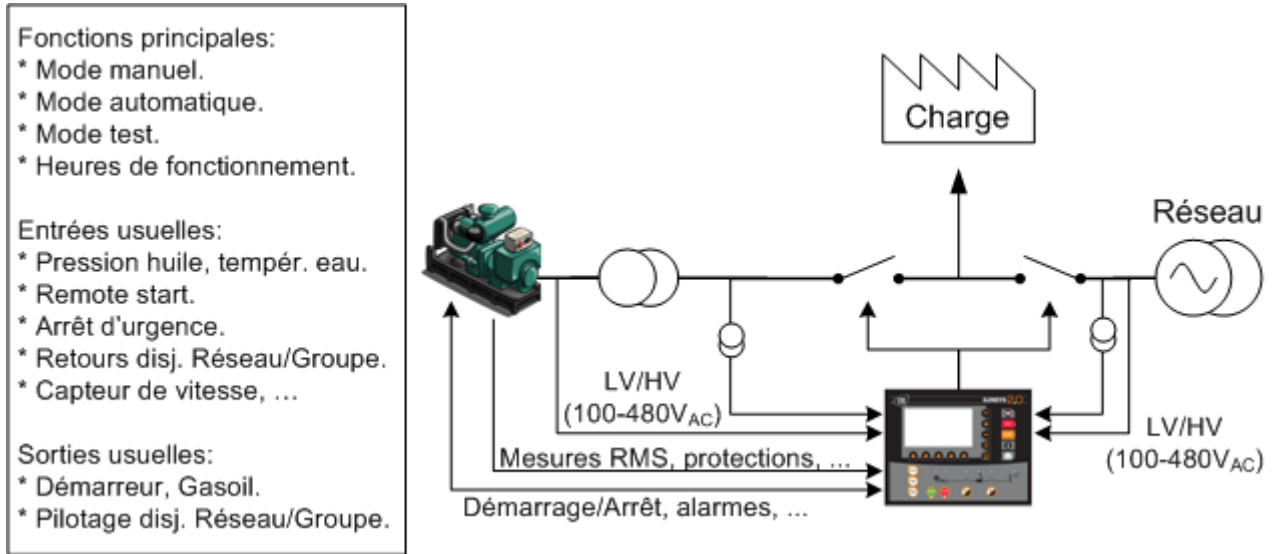 Fonctions principales:
* Mode manuel.
* Mode automatique.
* Mode test.
* Heures de fonctionnement.
Entrées usuelles:
* Pression huile, tempér. eau.
* Remote start.
* Arrêt d'urgence.
* Retours disj. Réseau/Groupe.
* Capteur de vitesse, ...
Sorties usuelles:
* Démarreur, Gasoil.
* Pilotage disj. Réseau/Groupe.
Charge
Réseau
LV/HV
(100-480VAC)
Mesures RMS, protections, ...
Démarrage/Arrêt, alarmes, ...
LV/HV
(100-480VAC)